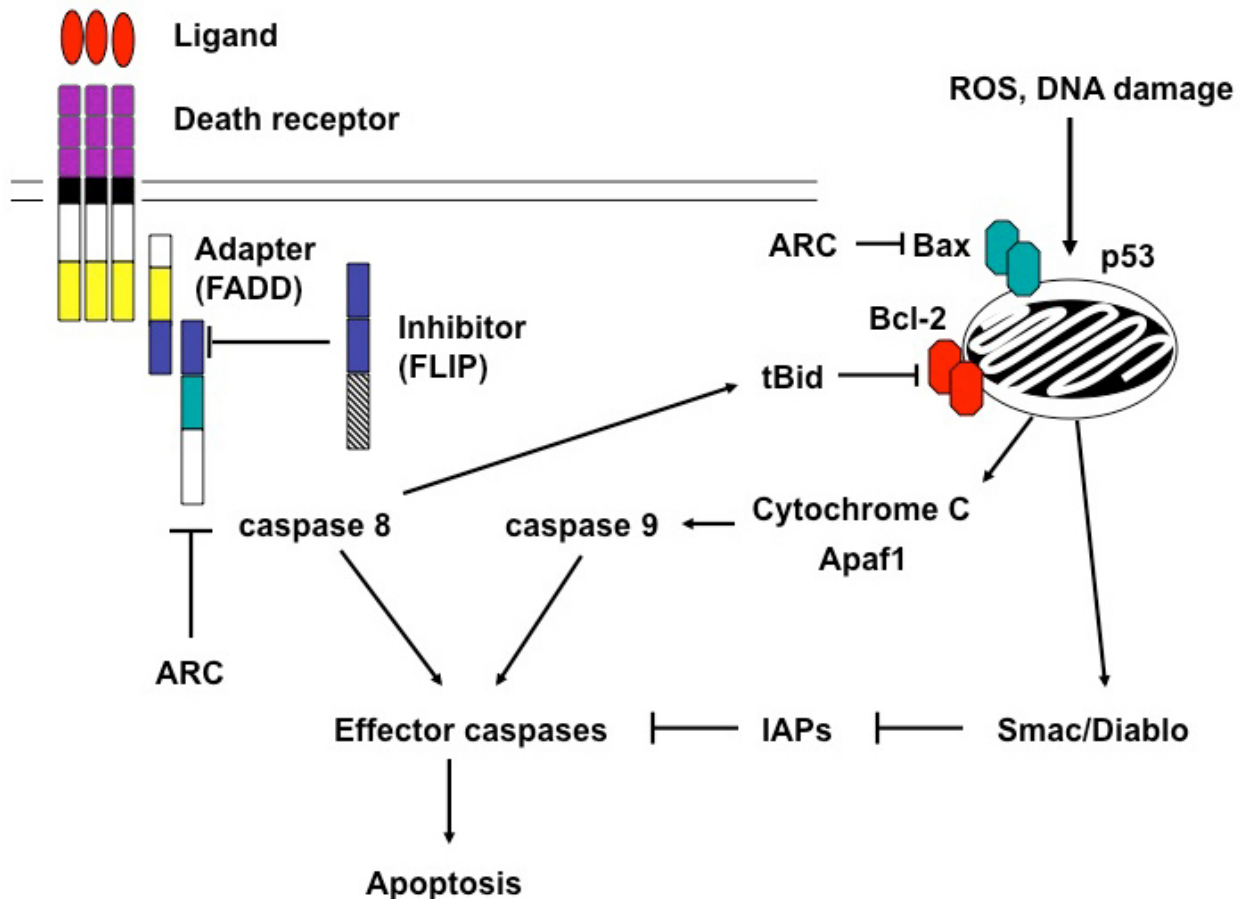 Ligand
Death receptor
ROS, DNA damage
Adapter
(FADD)
Inhibitor
(FLIP)
ARC
Bax
p53
Bcl-2
tBid
caspase 8
caspase 9
Cytochrome C
Apaf1
ARC
Effector caspases
IAPs
Smac/Diablo
Apoptosis